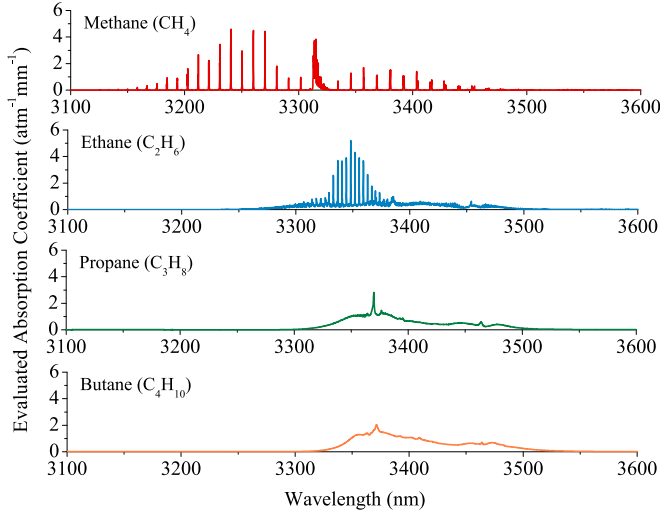 Evaluated Absorption Coefficient (atm⁻¹ mm⁻¹)
Methane (CH₄)
6
4
2
0
3100 3200 3300 3400 3500 3600
Ethane (C₂H₆)
6
4
2
0
3100 3200 3300 3400 3500 3600
Propane (C₃H₈)
6
4
2
0
3100 3200 3300 3400 3500 3600
Butane (C₄H₁₀)
6
4
2
0
3100 3200 3300 3400 3500 3600
Wavelength (nm)